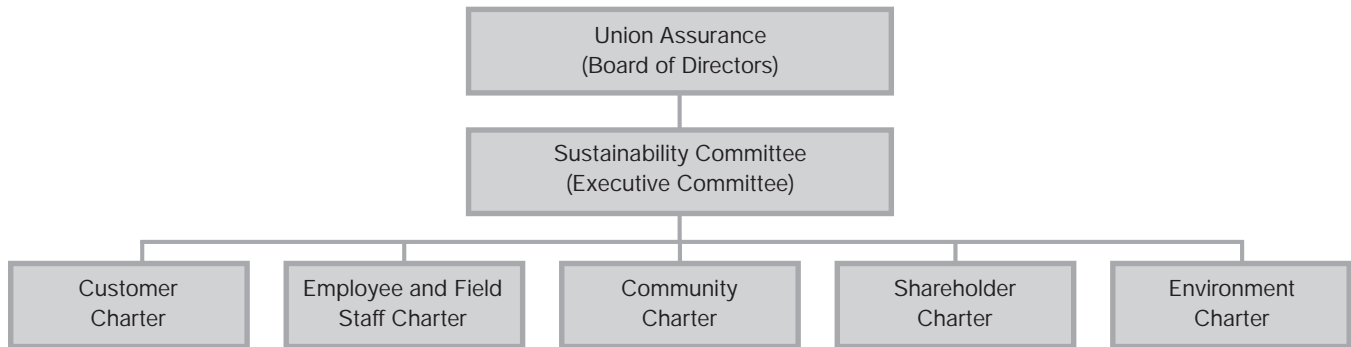 Union Assurance
(Board of Directors)
Sustainability Committee
(Executive Committee)
Customer
Charter
Employee and Field
Staff Charter
Community
Charter
Shareholder
Charter
Environment
Charter